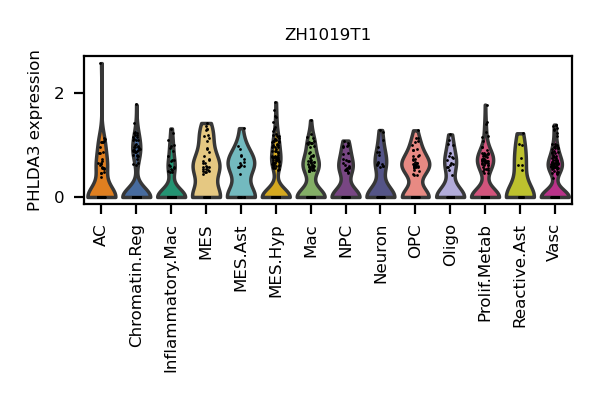 ZH1019T1
PHLDA3 expression
2
0
AC
Chromatin.Reg
Inflammatory.Mac
MES
MES.Ast
MES.Hyp
Mac
NPC
Neuron
OPC
Oligo
Prolif.Metab
Reactive.Ast
Vasc